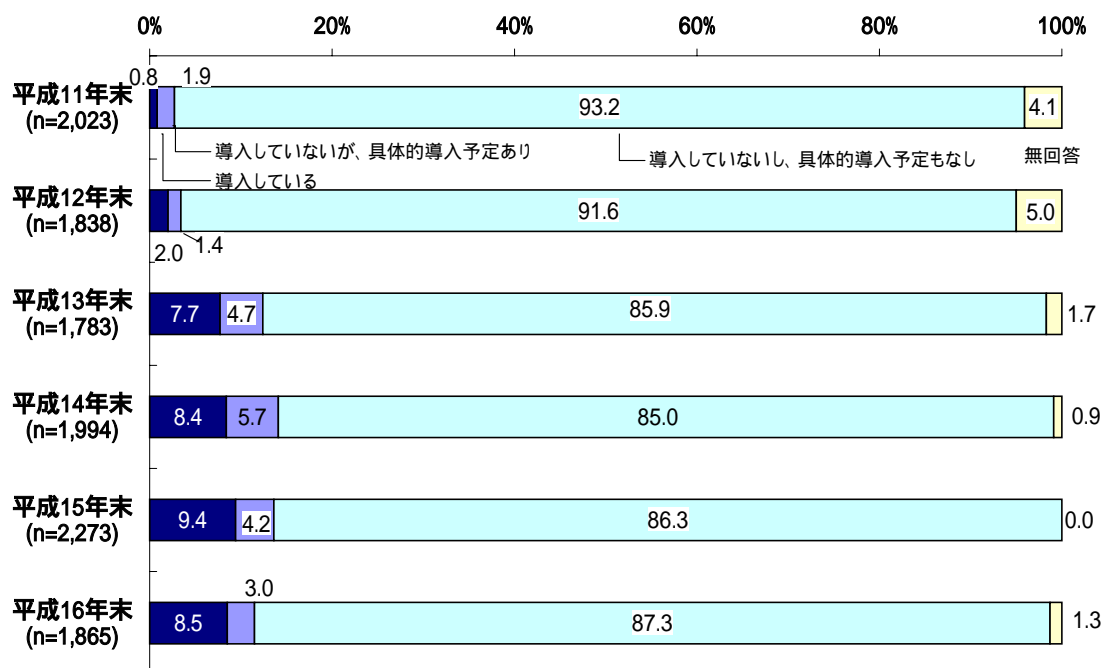 0% 20% 40% 60% 80% 100%
平成11年末
(n=2,023)
0.8 1.9 93.2 4.1
導入していないが、具体的導入予定あり
導入している
導入していないし、具体的導入予定もなし
無回答
平成12年末
(n=1,838)
2.0 1.4 91.6 5.0
平成13年末
(n=1,783)
7.7 4.7 85.9 1.7
平成14年末
(n=1,994)
8.4 5.7 85.0 0.9
平成15年末
(n=2,273)
9.4 4.2 86.3 0.0
平成16年末
(n=1,865)
8.5 3.0 87.3 1.3